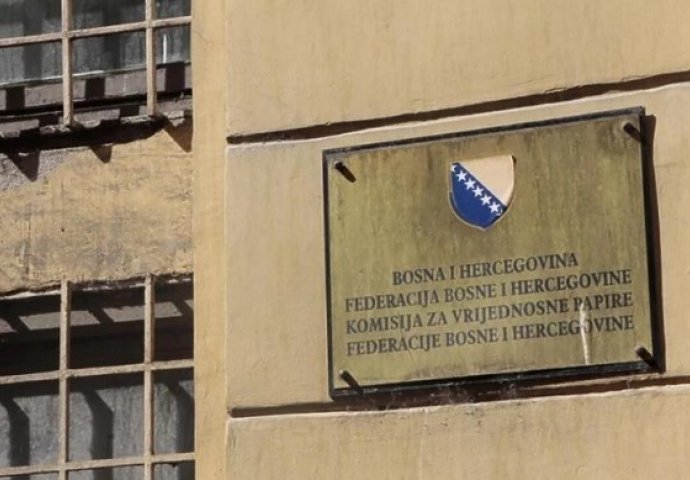 BOSNA I HERCEGOVINA
FEDERACIJA BOSNE I HERCEGOVINE
KOMISIJA ZA VRIJEDNOSNE PAPIRE
FEDERACIJE BOSNE I HERCEGOVINE